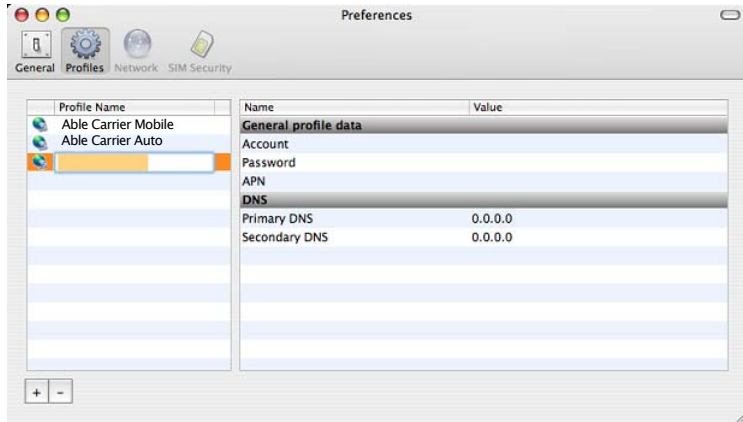 Preferences
General Profiles Network SIM Security
Profile Name Name Value
Able Carrier Mobile General profile data
Able Carrier Auto Account
Password
APN
DNS
Primary DNS 0.0.0.0
Secondary DNS 0.0.0.0
+ -